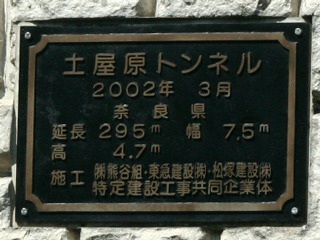 土屋原トンネル
2002年 3月
奈良県
延長 295m 幅 7.5m
高 4.7m
施工 ㈱熊谷組・東急建設㈱・松塚建設㈱
特定建設工事共同企業体